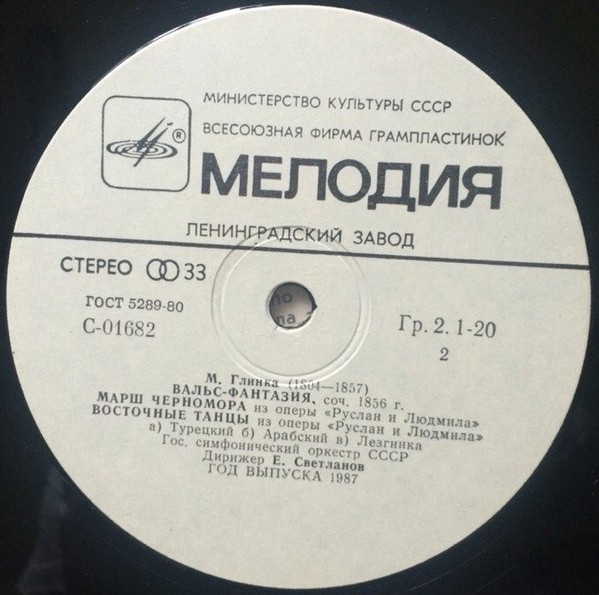 МИНИСТЕРСТВО КУЛЬТУРЫ СССР
ВСЕСОЮЗНАЯ ФИРМА ГРАМПЛАСТИНОК
®
МЕЛОДИЯ
ЛЕНИНГРАДСКИЙ ЗАВОД
СТЕРЕО 33
ГОСТ 5289-80
С-01682
Гр. 2. 1-20
2
М. Глинка (1804—1857)
ВАЛЬС-ФАНТАЗИЯ, соч. 1856 г.
МАРШ ЧЕРНОМОРА из оперы «Руслан и Людмила»
ВОСТОЧНЫЕ ТАНЦЫ из оперы «Руслан и Людмила»
а) Турецкий б) Арабский в) Лезгинка
Гос. симфонический оркестр СССР
Дирижер Е. Светланов
ГОД ВЫПУСКА 1987